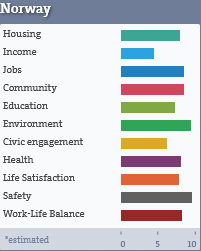 Norway
Housing
Income
Jobs
Community
Education
Environment
Civic engagement
Health
Life Satisfaction
Safety
Work-Life Balance
*estimated 0 5 10